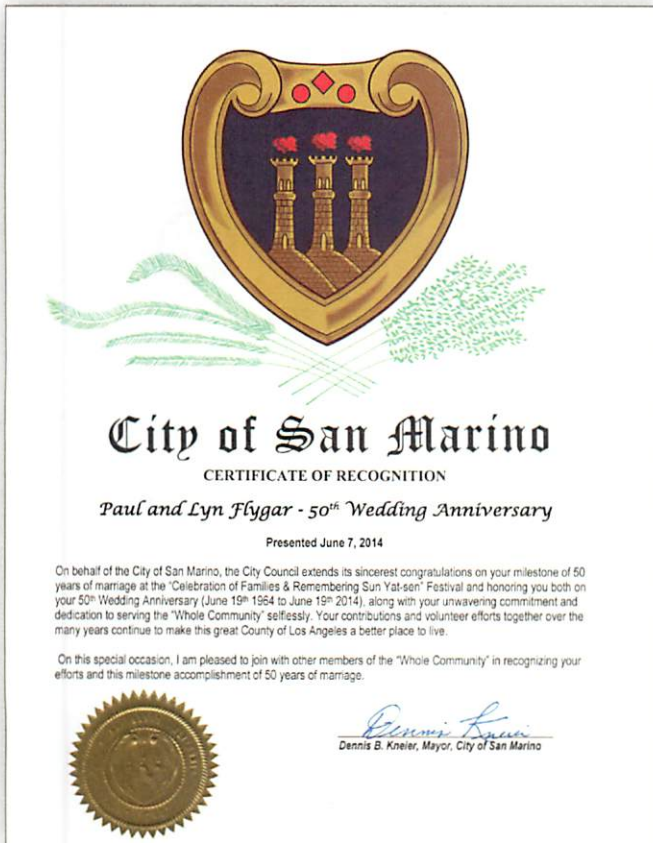 City of San Marino
CERTIFICATE OF RECOGNITION
Paul and Lyn Flygar - 50th Wedding Anniversary
Presented June 7, 2014
On behalf of the City of San Marino, the City Council extends its sincerest congratulations on your milestone of 50
years of marriage at the "Celebration of Families & Remembering Sun Yat-sen" Festival and honoring you both on
your 50th Wedding Anniversary (June 19th 1964 to June 19th 2014), along with your unwavering commitment and
dedication to serving the "Whole Community" selflessly. Your contributions and volunteer efforts together over the
many years continue to make this great County of Los Angeles a better place to live.
On this special occasion, I am pleased to join with other members of the "Whole Community" in recognizing your
efforts and this milestone accomplishment of 50 years of marriage.
Dennis Kneier
Dennis B. Kneier, Mayor, City of San Marino